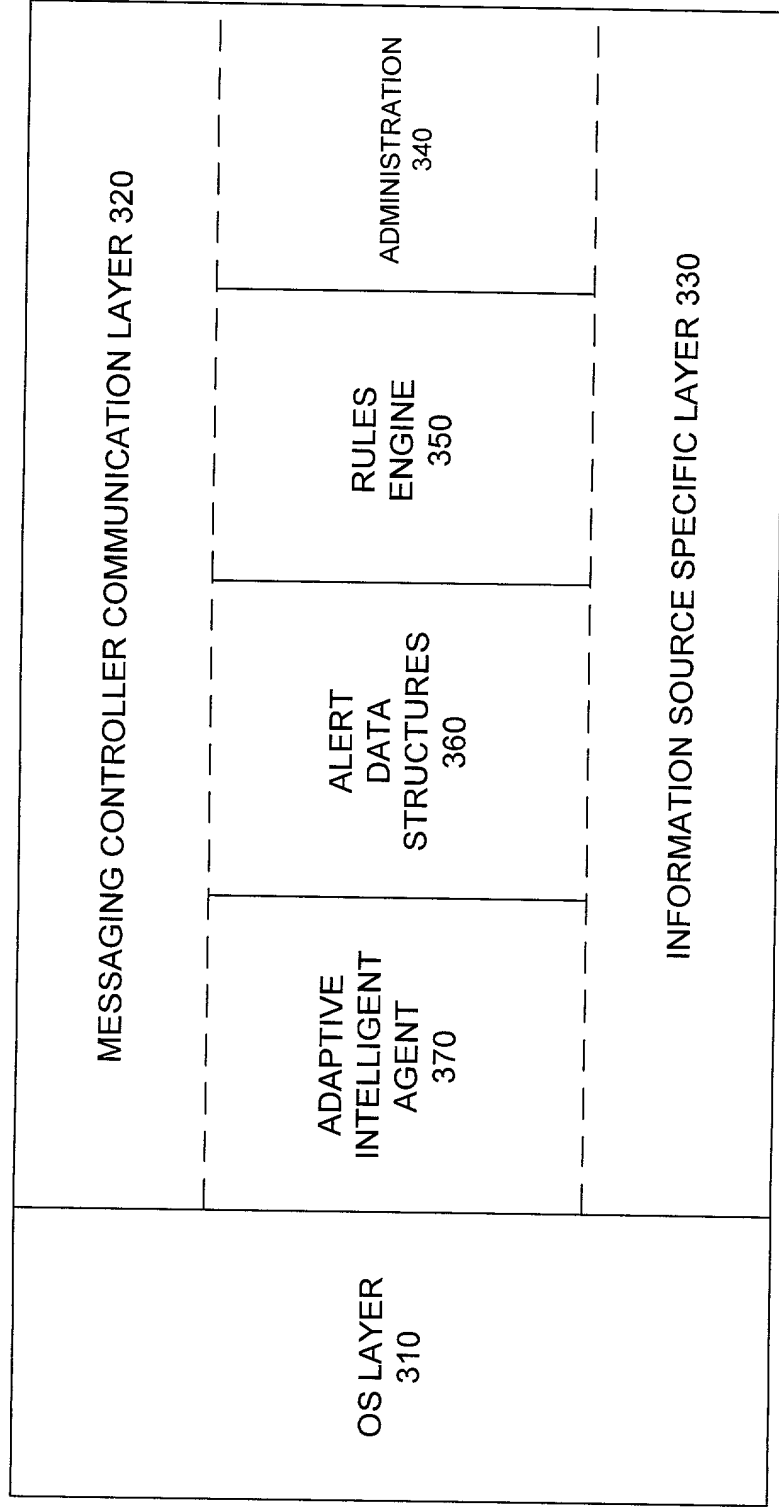 MESSAGING CONTROLLER COMMUNICATION LAYER 320
ADAPTIVE
INTELLIGENT
AGENT
370
ALERT
DATA
STRUCTURES
360
RULES
ENGINE
350
ADMINISTRATION
340
INFORMATION SOURCE SPECIFIC LAYER 330
OS LAYER
310